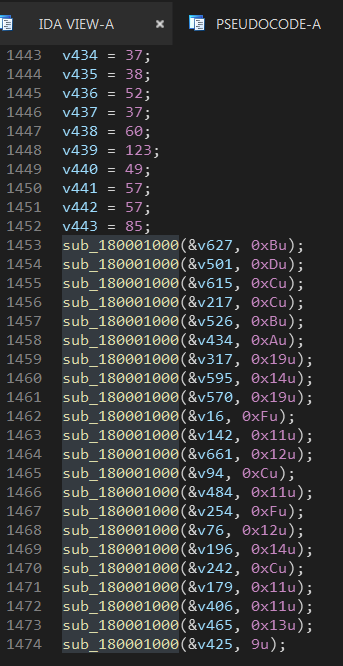 IDA VIEW-A × PSEUDOCODE-A
1443 v434 = 37;
1444 v435 = 38;
1445 v436 = 52;
1446 v437 = 37;
1447 v438 = 60;
1448 v439 = 123;
1449 v440 = 49;
1450 v441 = 57;
1451 v442 = 57;
1452 v443 = 85;
1453 sub_180001000(&v627, 0xBu);
1454 sub_180001000(&v501, 0xDu);
1455 sub_180001000(&v615, 0xCu);
1456 sub_180001000(&v217, 0xCu);
1457 sub_180001000(&v526, 0xBu);
1458 sub_180001000(&v434, 0xAu);
1459 sub_180001000(&v317, 0x19u);
1460 sub_180001000(&v595, 0x14u);
1461 sub_180001000(&v570, 0x19u);
1462 sub_180001000(&v16, 0xFu);
1463 sub_180001000(&v142, 0x11u);
1464 sub_180001000(&v661, 0x12u);
1465 sub_180001000(&v94, 0xCu);
1466 sub_180001000(&v484, 0x11u);
1467 sub_180001000(&v254, 0xFu);
1468 sub_180001000(&v76, 0x12u);
1469 sub_180001000(&v196, 0x14u);
1470 sub_180001000(&v242, 0xCu);
1471 sub_180001000(&v179, 0x11u);
1472 sub_180001000(&v406, 0x11u);
1473 sub_180001000(&v465, 0x13u);
1474 sub_180001000(&v425, 9u);